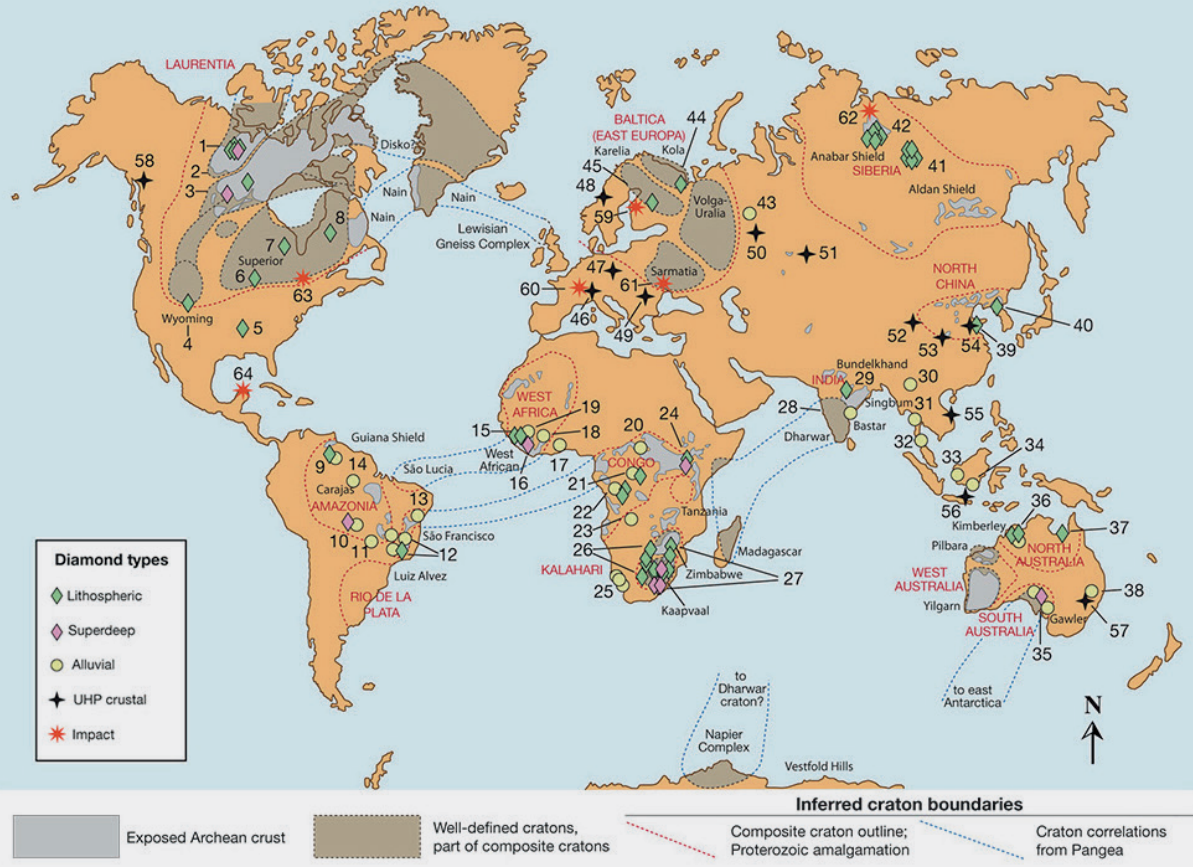 LAURENTIA
58
1
2
3
Disko?
Nain
Nain
Nain
Lewisian
Gneiss Complex
8
7
Superior
6
63
Wyoming
4
5
64
BALTICA
(EAST EUROPA)
44
Karelia
Kola
45
48
59
Volga-
Uralia
43
50
51
47
61
Sarmatia
60
46
49
62
42
Anabar Shield
SIBERIA
41
Aldan Shield
NORTH
CHINA
52
53
54
39
40
Bundelkhand
INDIA
29
30
Singbum
31
28
Bastar
Dharwar
32
55
33
34
56
WEST
AFRICA
19
15
18
West
African
17
16
20
24
CONGO
21
22
Tanzania
23
26
Madagascar
KALAHARI
Zimbabwe
27
25
Kaapvaal
Guiana Shield
9
14
São Lucia
Carajas
AMAZONIA
13
10
São Francisco
11
12
Luiz Alvez
RIO DE LA
PLATA
36
Kimberley
37
Pilbara
NORTH
AUSTRALIA
WEST
AUSTRALIA
Yilgarn
38
SOUTH
AUSTRALIA
Gawler
57
35
to east
Antarctica
N
to
Dharwar
craton?
Napier
Complex
Vestfold Hills
Diamond types
Lithospheric
Superdeep
Alluvial
UHP crustal
Impact
Exposed Archean crust
Well-defined cratons,
part of composite cratons
Inferred craton boundaries
Composite craton outline;
Proterozoic amalgamation
Craton correlations
from Pangea